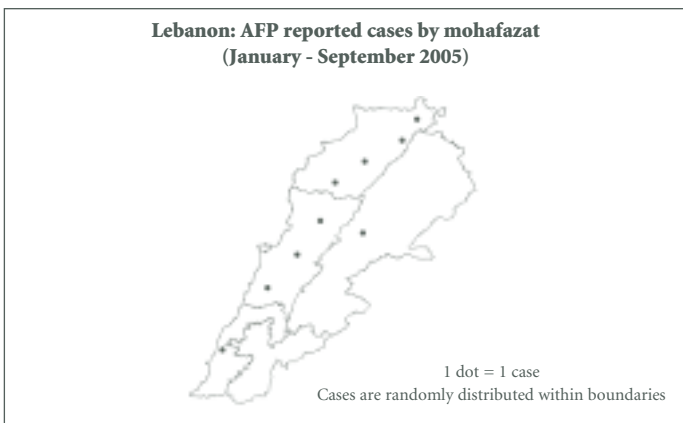 Lebanon: AFP reported cases by mohafazat
(January - September 2005)
1 dot = 1 case
Cases are randomly distributed within boundaries